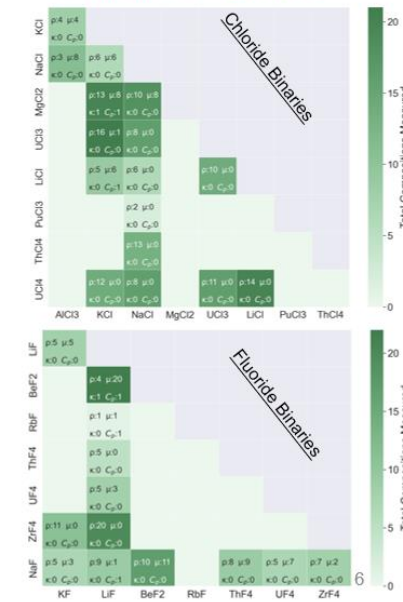 Chloride Binaries
KCl
ρ:4 μ:4
κ:0 Cₚ:0
NaCl
ρ:3 μ:8 ρ:6 μ:6
κ:0 Cₚ:0 κ:0 Cₚ:0
MgCl2
ρ:13 μ:8 ρ:10 μ:8
κ:1 Cₚ:0 κ:0 Cₚ:0
UCl3
ρ:16 μ:1 ρ:8 μ:0
κ:0 Cₚ:0 κ:0 Cₚ:0
LiCl
ρ:5 μ:6 ρ:6 μ:0 ρ:10 μ:0
κ:0 Cₚ:1 κ:0 Cₚ:0 κ:0 Cₚ:0
PuCl3
ρ:2 μ:0
κ:0 Cₚ:0
ThCl4
ρ:13 μ:0
κ:0 Cₚ:0
UCl4
ρ:12 μ:0 ρ:8 μ:0 ρ:11 μ:0 ρ:14 μ:0
κ:0 Cₚ:0 κ:0 Cₚ:0 κ:0 Cₚ:0 κ:0 Cₚ:0
AlCl3 KCl NaCl MgCl2 UCl3 LiCl PuCl3 ThCl4
20
15
10
5
0
Fluoride Binaries
LiF
ρ:5 μ:5
κ:0 Cₚ:0
BeF2
ρ:4 μ:20
κ:1 Cₚ:1
RbF
ρ:1 μ:1
κ:0 Cₚ:1
ThF4
ρ:5 μ:0
κ:0 Cₚ:0
UF4
ρ:5 μ:3
κ:0 Cₚ:0
ZrF4
ρ:11 μ:0 ρ:20 μ:0
κ:0 Cₚ:0 κ:0 Cₚ:0
NaF
ρ:5 μ:3 ρ:9 μ:1 ρ:10 μ:11 ρ:8 μ:9 ρ:5 μ:7 ρ:7 μ:2
κ:0 Cₚ:0 κ:0 Cₚ:1 κ:0 Cₚ:0 κ:0 Cₚ:0 κ:0 Cₚ:0 κ:0 Cₚ:0
KF LiF BeF2 RbF ThF4 UF4 ZrF4
20
15
10
5
0
6